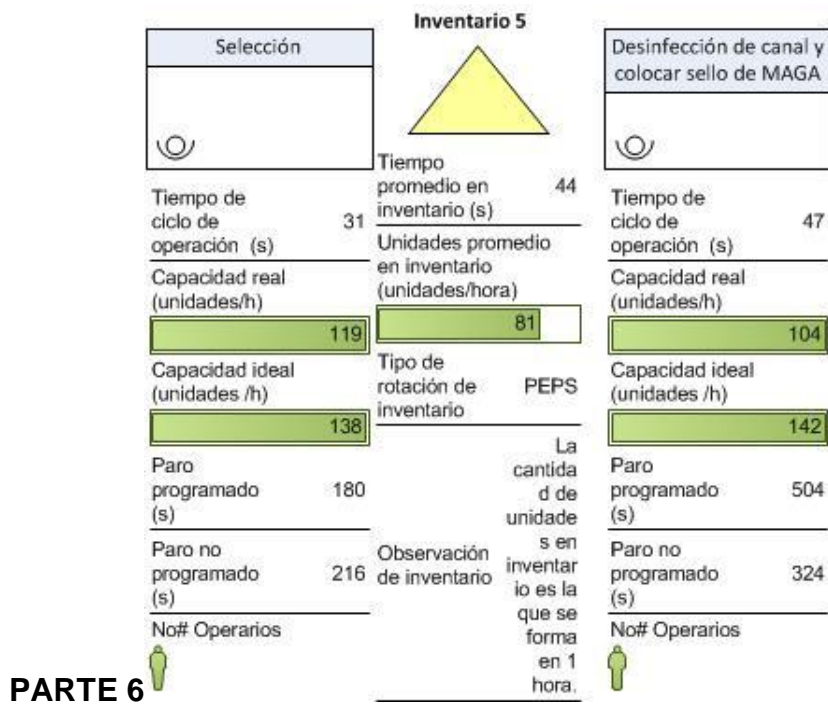 Selección
Tiempo de
ciclo de
operación (s)
31
Capacidad real
(unidades/h)
119
Capacidad ideal
(unidades /h)
138
Paro
programado
(s)
180
Paro no
programado
(s)
216
No# Operarios
Inventario 5
Tiempo
promedio en
inventario (s)
44
Unidades promedio
en inventario
(unidades/hora)
81
Tipo de
rotación de
inventario
PEPS
Observación
de inventario
La
cantida
d de
unidade
s en
inventar
io es la
que se
forma
en 1
hora.
Desinfección de canal y
colocar sello de MAGA
Tiempo de
ciclo de
operación (s)
47
Capacidad real
(unidades/h)
104
Capacidad ideal
(unidades /h)
142
Paro
programado
(s)
504
Paro no
programado
(s)
324
No# Operarios
PARTE 6